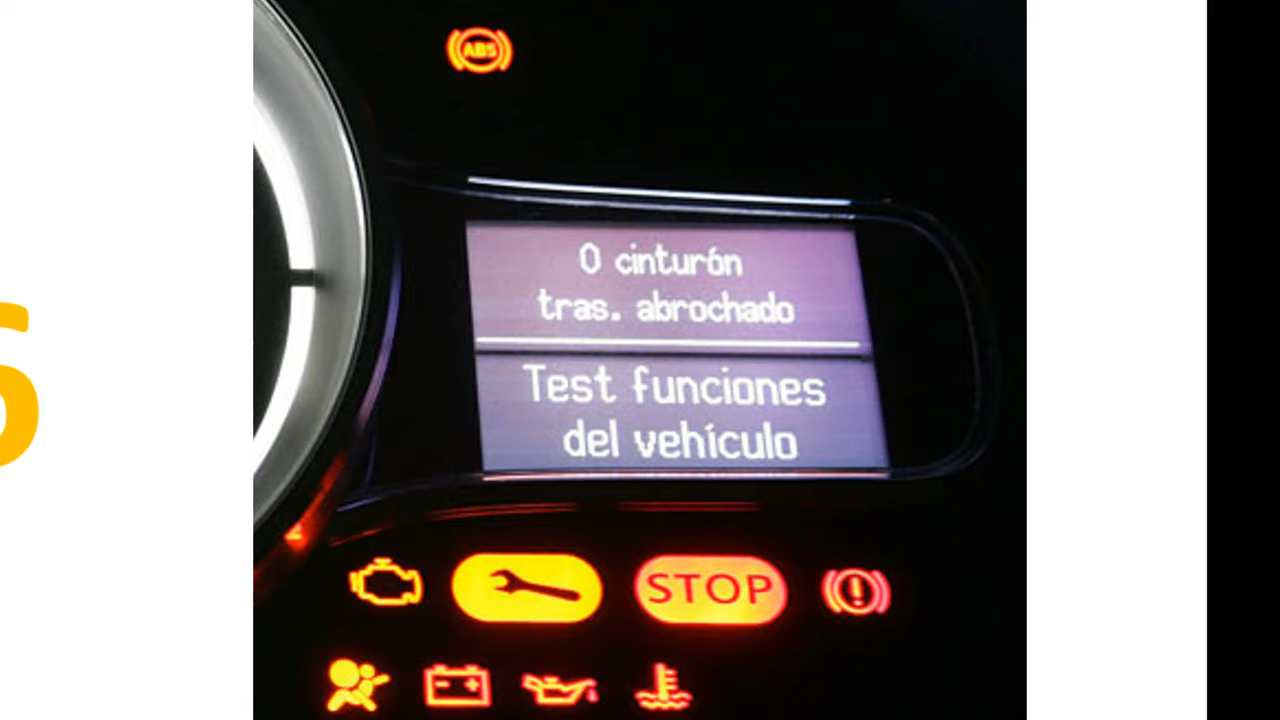 ABS
0 cinturón
tras. abrochado
Test funciones
del vehículo
STOP